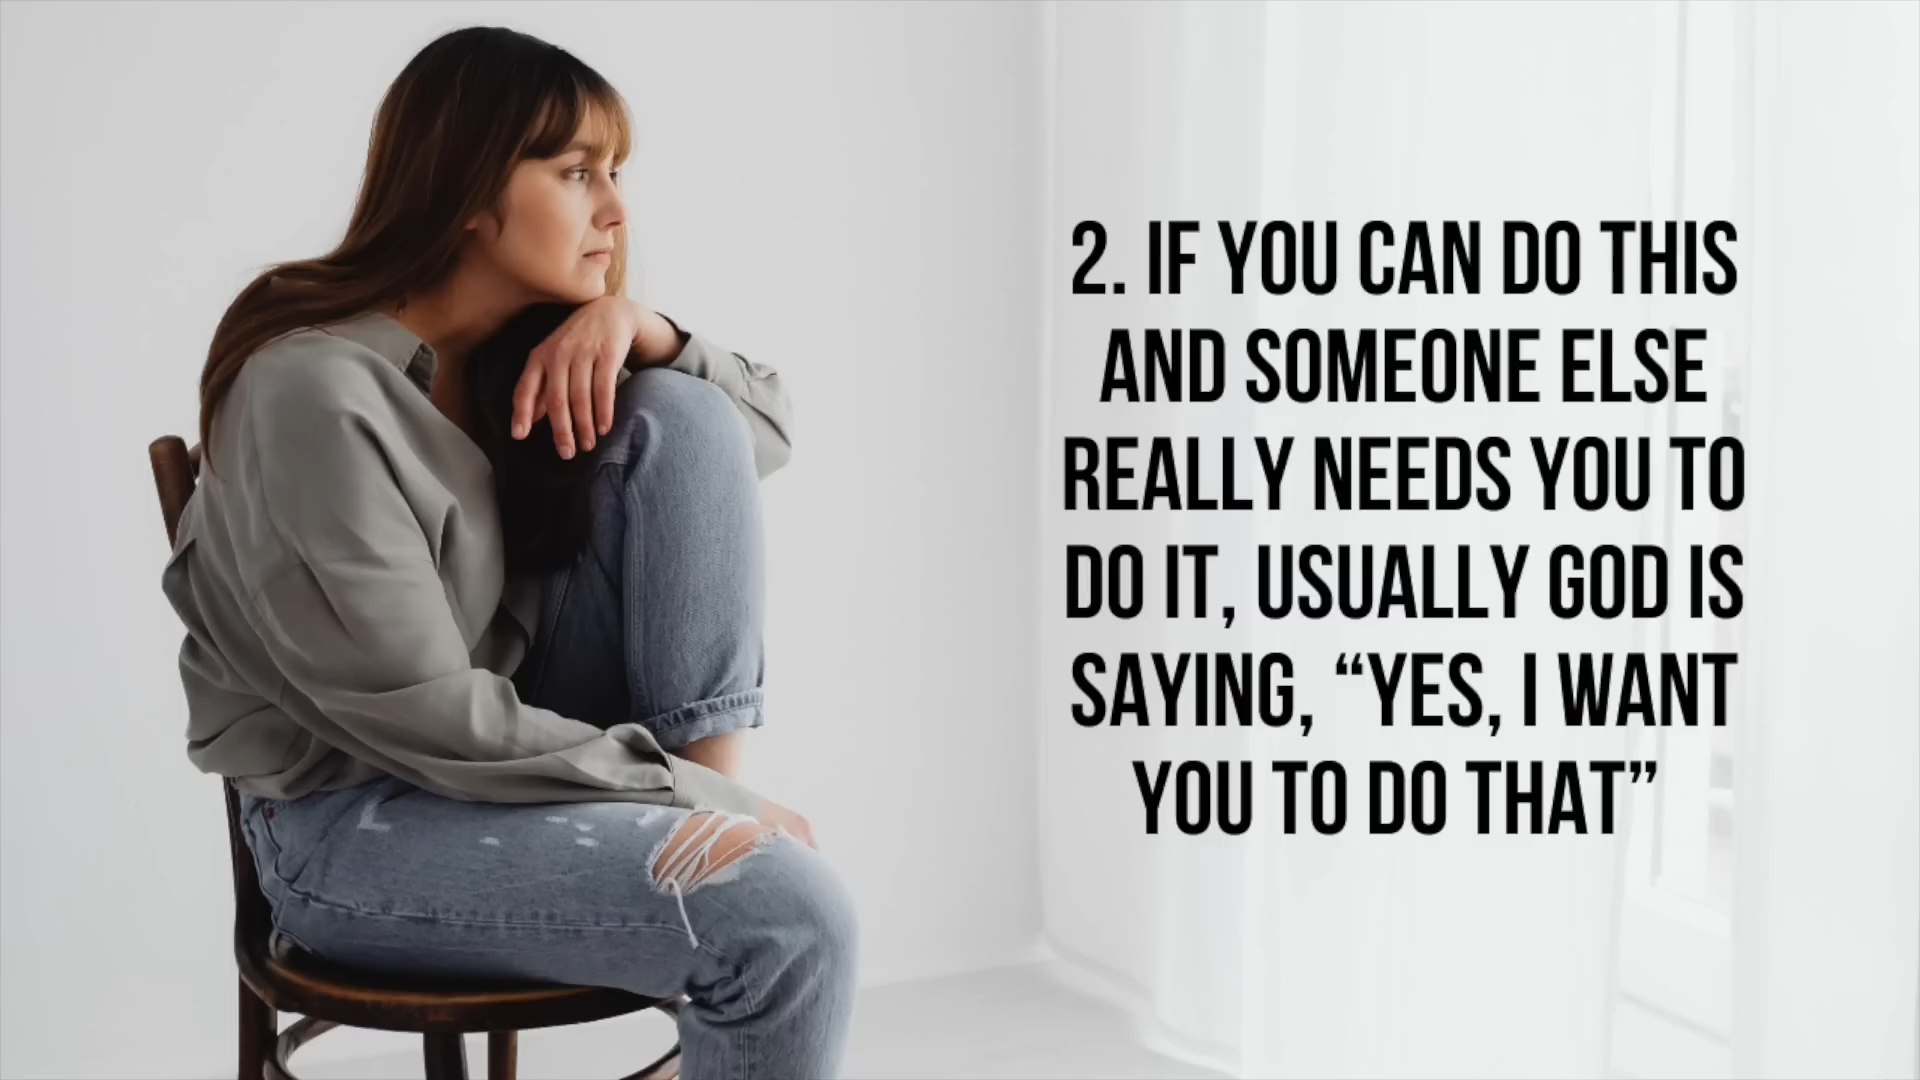 2. IF YOU CAN DO THIS
AND SOMEONE ELSE
REALLY NEEDS YOU TO
DO IT, USUALLY GOD IS
SAYING, “YES, I WANT
YOU TO DO THAT”